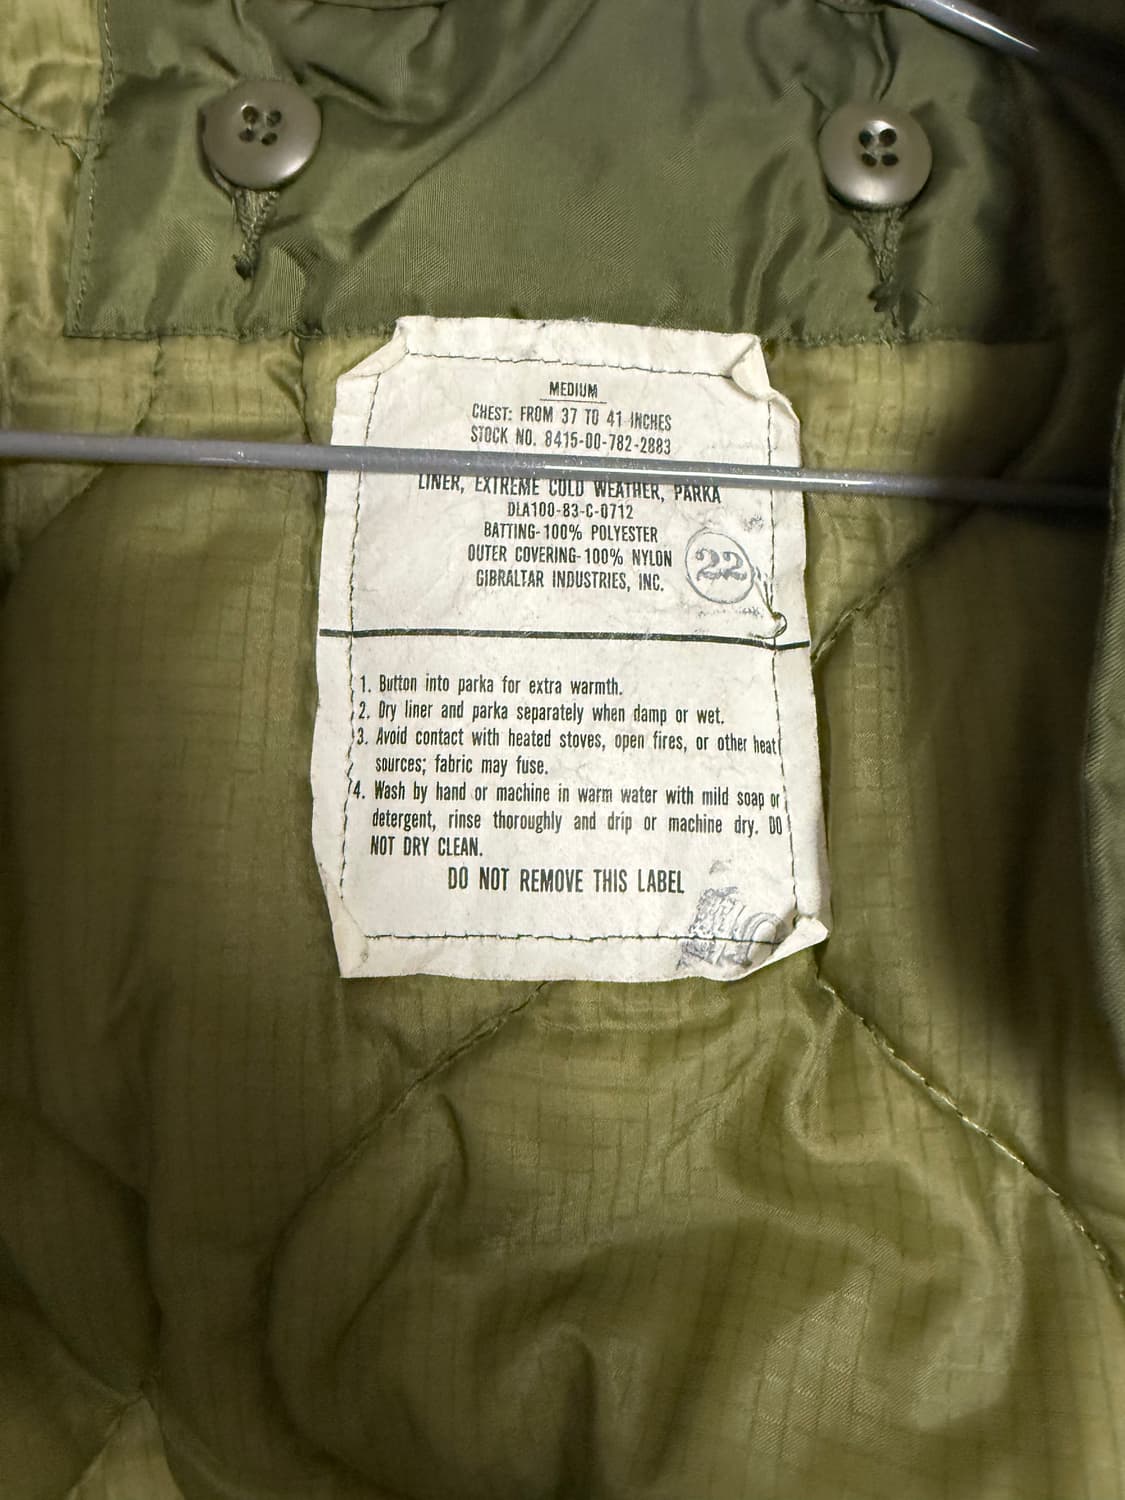 MEDIUM
CHEST: FROM 37 TO 41 INCHES
STOCK NO. 8415-00-782-2883
LINER, EXTREME COLD WEATHER, PARKA
DLA100-83-C-0712
BATTING-100% POLYESTER
OUTER COVERING-100% NYLON
22
GIBRALTAR INDUSTRIES, INC.
1. Button into parka for extra warmth.
2. Dry liner and parka separately when damp or wet.
3. Avoid contact with heated stoves, open fires, or other heat
sources; fabric may fuse.
4. Wash by hand or machine in warm water with mild soap or
detergent, rinse thoroughly and drip or machine dry. DO
NOT DRY CLEAN.
DO NOT REMOVE THIS LABEL